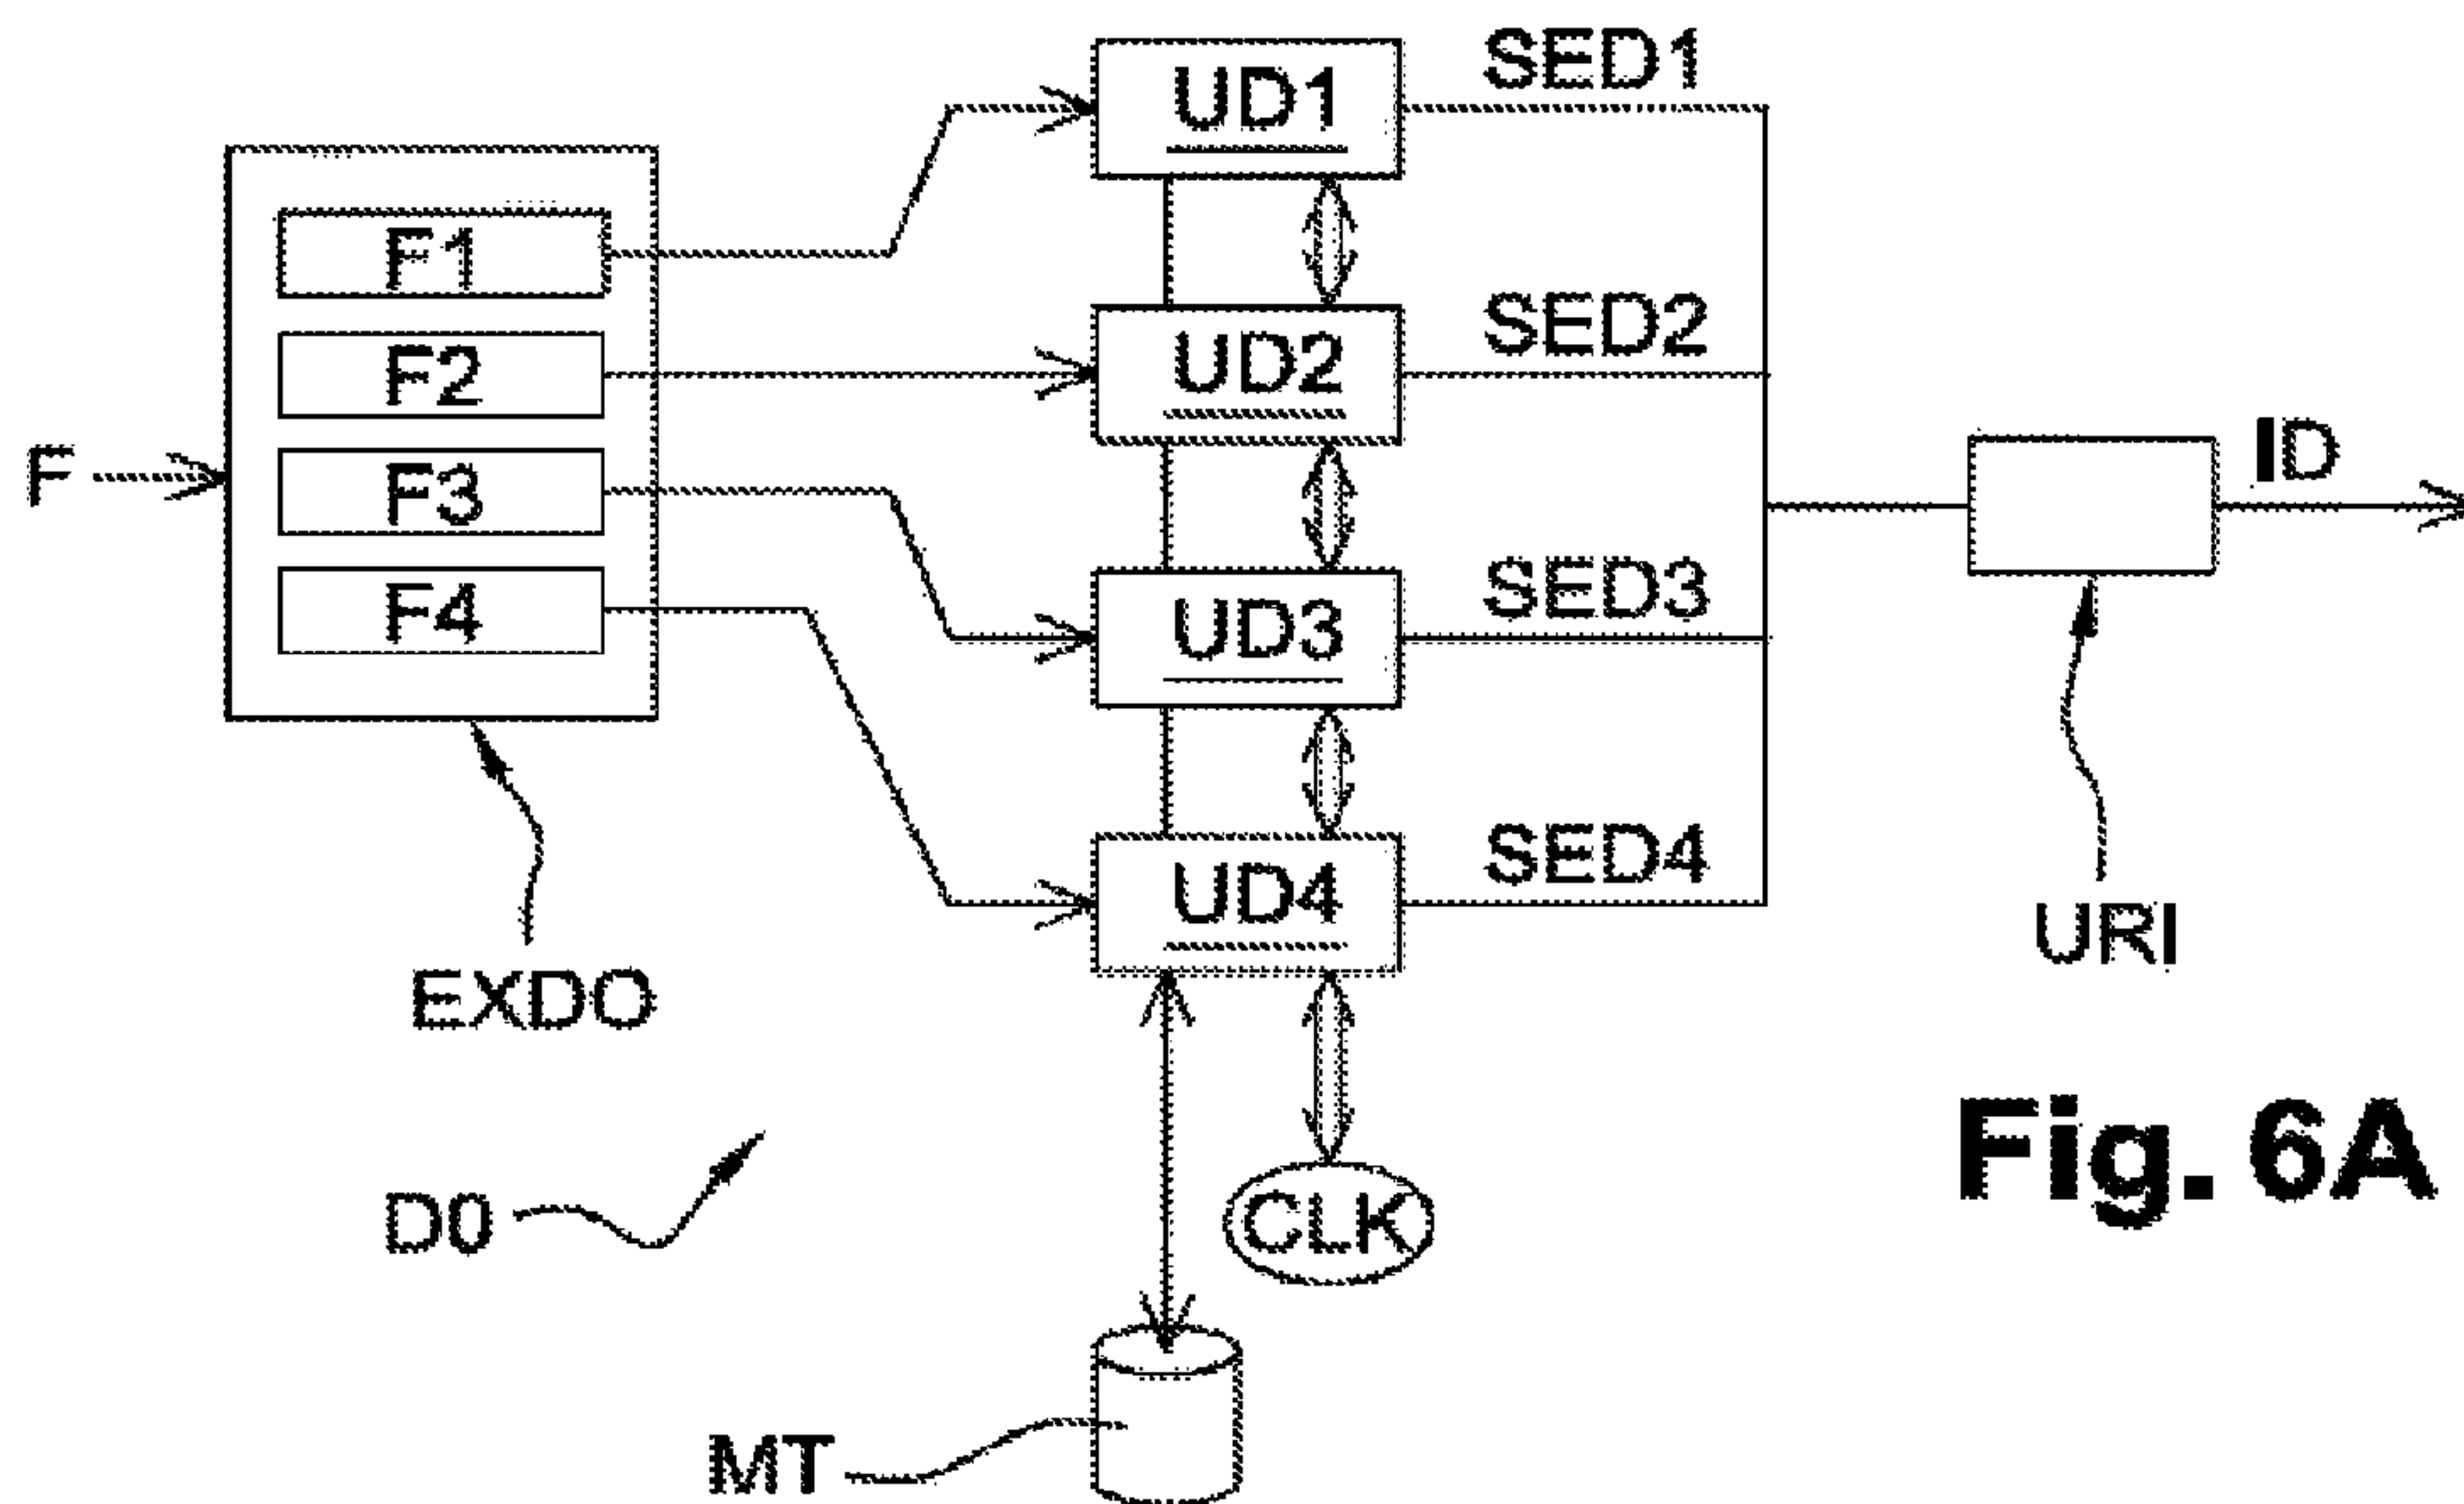 SED1
UD1
F1
SED2
F2
UD2
F
ID
F3
SED3
UD3
F4
SED4
UD4
URI
EXDO
Fig. 6A
D0
CLK
MT